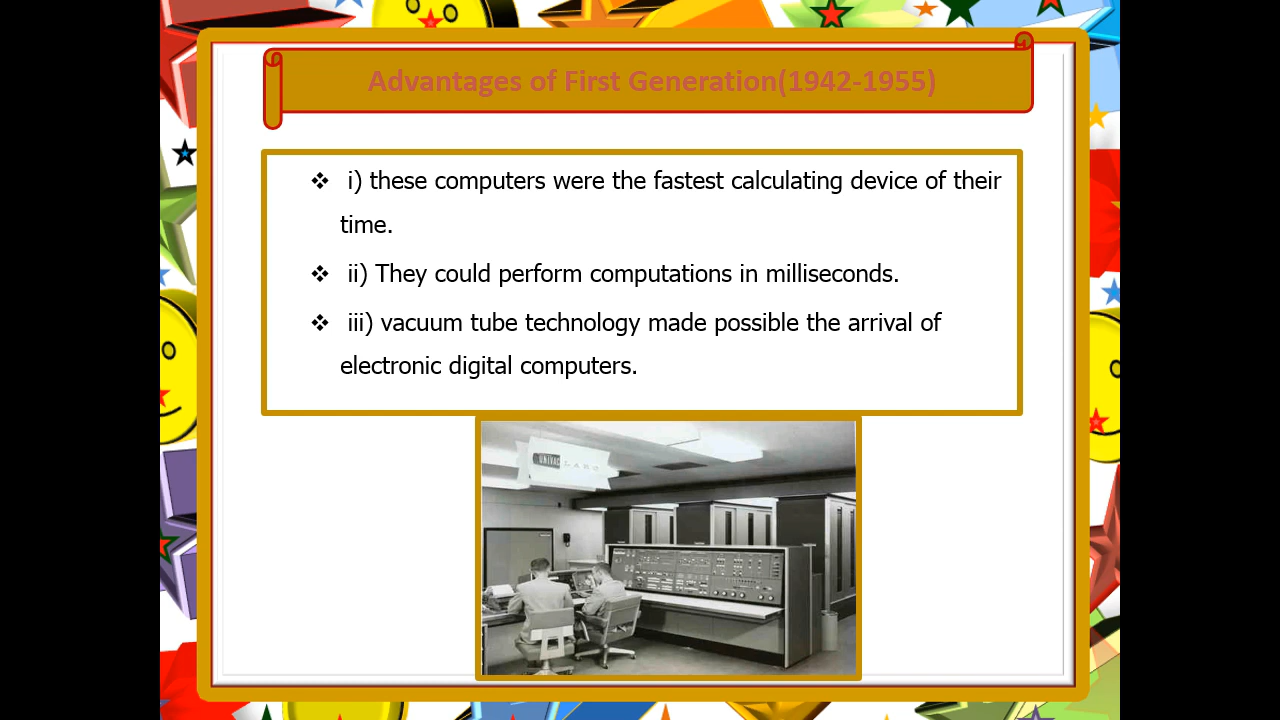 Advantages of First Generation(1942-1955)
❖ i) these computers were the fastest calculating device of their
time.
❖ ii) They could perform computations in milliseconds.
❖ iii) vacuum tube technology made possible the arrival of
electronic digital computers.
UNIVAC
LARC